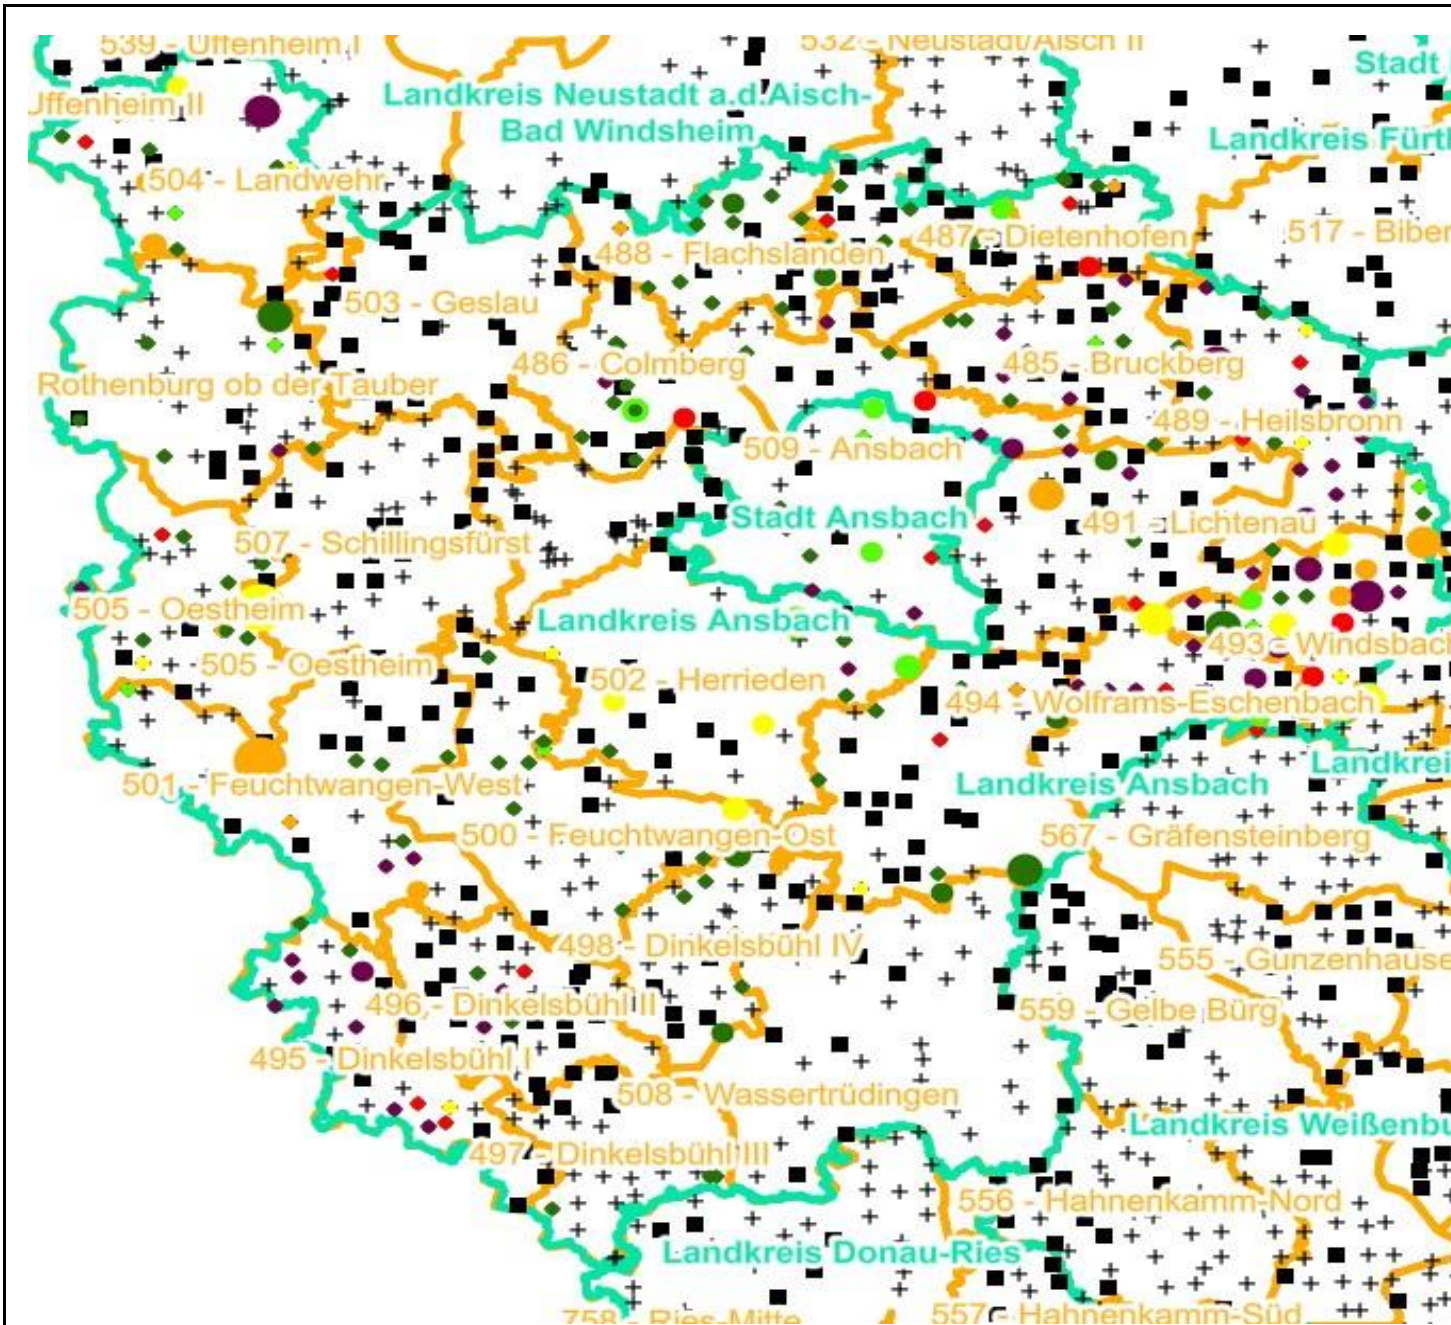 539 - Uffenheim I
532 - Neustadt/Aisch II
Stadt
Landkreis Neustadt a.d.Aisch-
Bad Windsheim
Uffenheim II
Landkreis Fürth
504 - Landwehr
488 - Flachslanden
487 - Dietenhofen
517 - Biber
503 - Geslau
486 - Colmberg
485 - Bruckberg
Rothenburg ob der Tauber
489 - Heilsbronn
509 - Ansbach
Stadt Ansbach
491 - Lichtenau
507 - Schillingsfürst
505 - Oestheim
Landkreis Ansbach
493 - Windsbach
505 - Oestheim
502 - Herrieden
494 - Wolframs-Eschenbach
Landkrei
501 - Feuchtwangen-West
Landkreis Ansbach
500 - Feuchtwangen-Ost
567 - Gräfensteinberg
498 - Dinkelsbühl IV
555 - Gunzenhause
496 - Dinkelsbühl II
559 - Gelbe Bürg
495 - Dinkelsbühl I
508 - Wassertrüdingen
Landkreis Weißenbu
497 - Dinkelsbühl III
556 - Hahnenkamm-Nord
Landkreis Donau-Ries
758 - Ries-Mitte
557 - Hahnenkamm-Süd